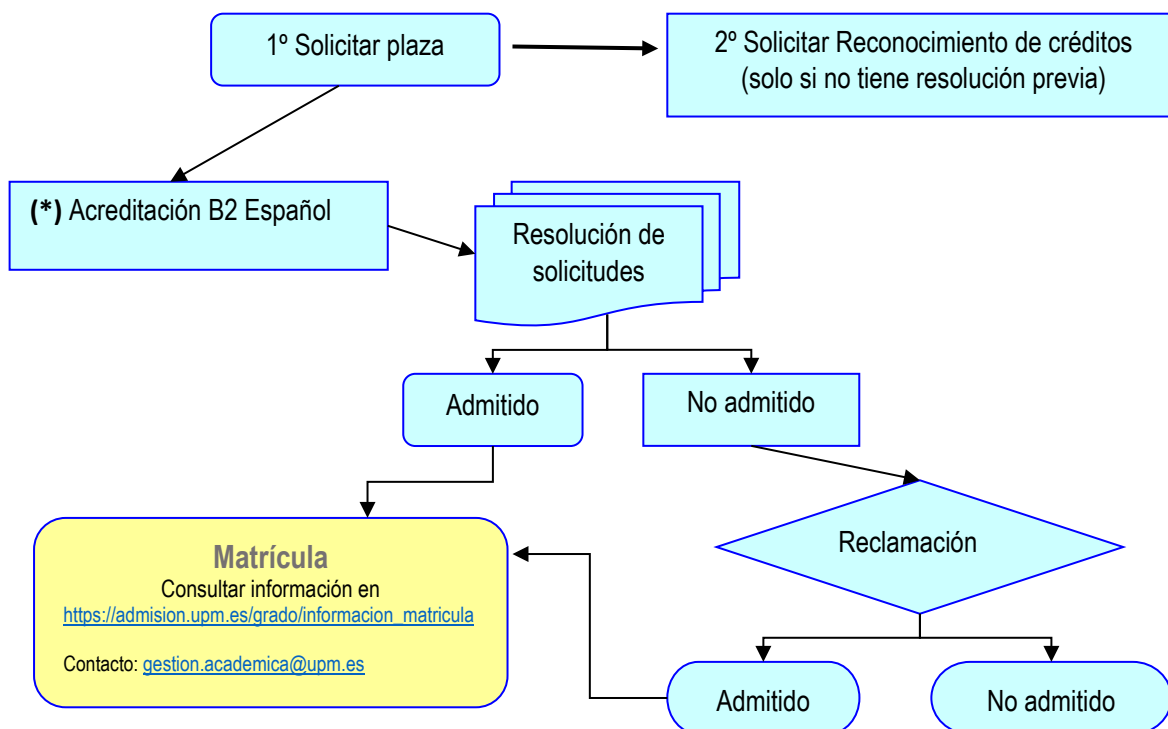 1º Solicitar plaza
2º Solicitar Reconocimiento de créditos
(solo si no tiene resolución previa)
(*) Acreditación B2 Español
Resolución de
solicitudes
Admitido
No admitido
Reclamación
Matrícula
Consultar información en
https://admision.upm.es/grado/informacion_matricula
Contacto: gestion.academica@upm.es
Admitido
No admitido